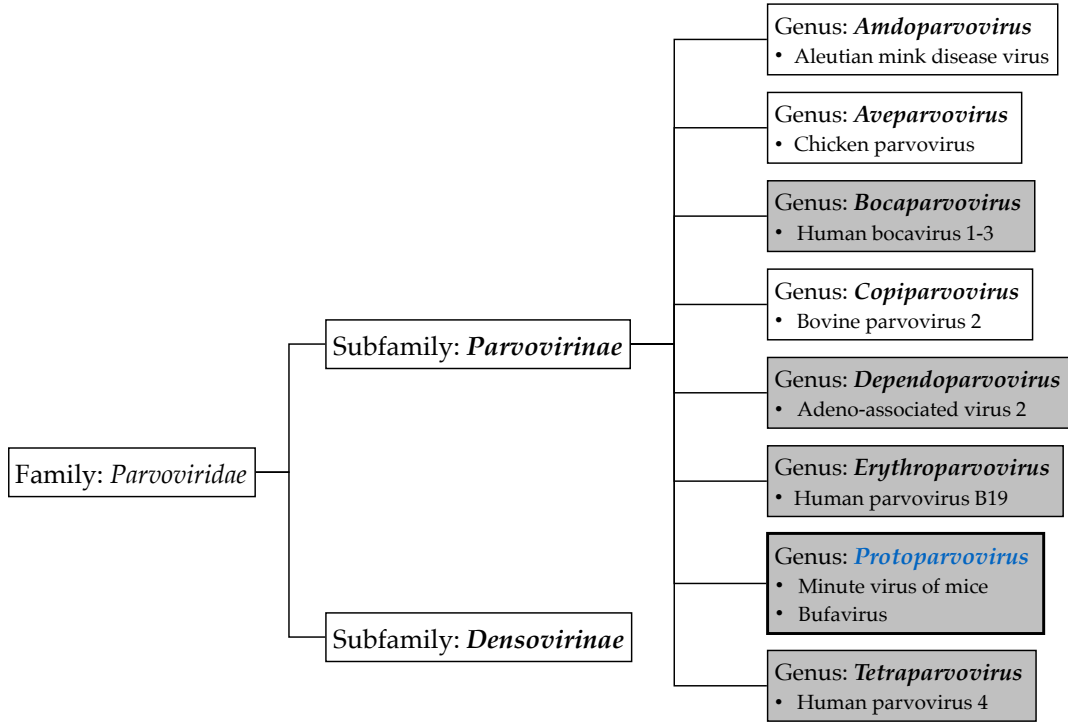 Family: Parvoviridae
Subfamily: Parvovirinae
Subfamily: Densovirinae
Genus: Amdoparvovirus
• Aleutian mink disease virus
Genus: Aveparvovirus
• Chicken parvovirus
Genus: Bocaparvovirus
• Human bocavirus 1-3
Genus: Copiparvovirus
• Bovine parvovirus 2
Genus: Dependoparvovirus
• Adeno-associated virus 2
Genus: Erythroparvovirus
• Human parvovirus B19
Genus: Protoparvovirus
• Minute virus of mice
• Bufavirus
Genus: Tetraparvovirus
• Human parvovirus 4